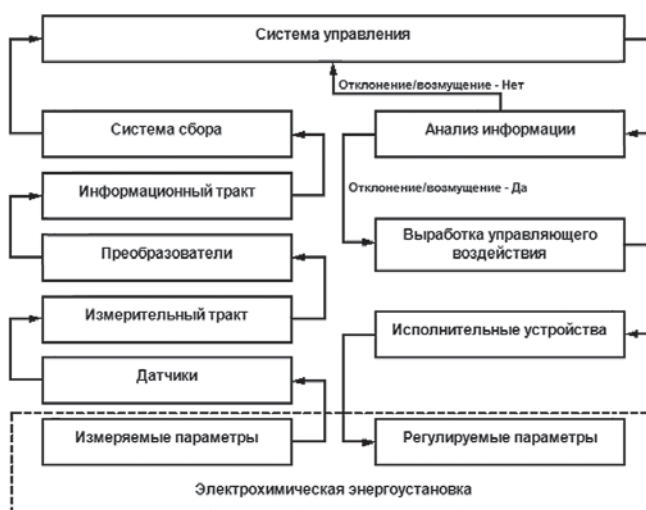 Система управления
Отклонение/возмущение - Нет
Система сбора
Анализ информации
Информационный тракт
Отклонение/возмущение - Да
Преобразователи
Выработка управляющего
воздействия
Измерительный тракт
Исполнительные устройства
Датчики
Измеряемые параметры
Регулируемые параметры
Электрохимическая энергоустановка